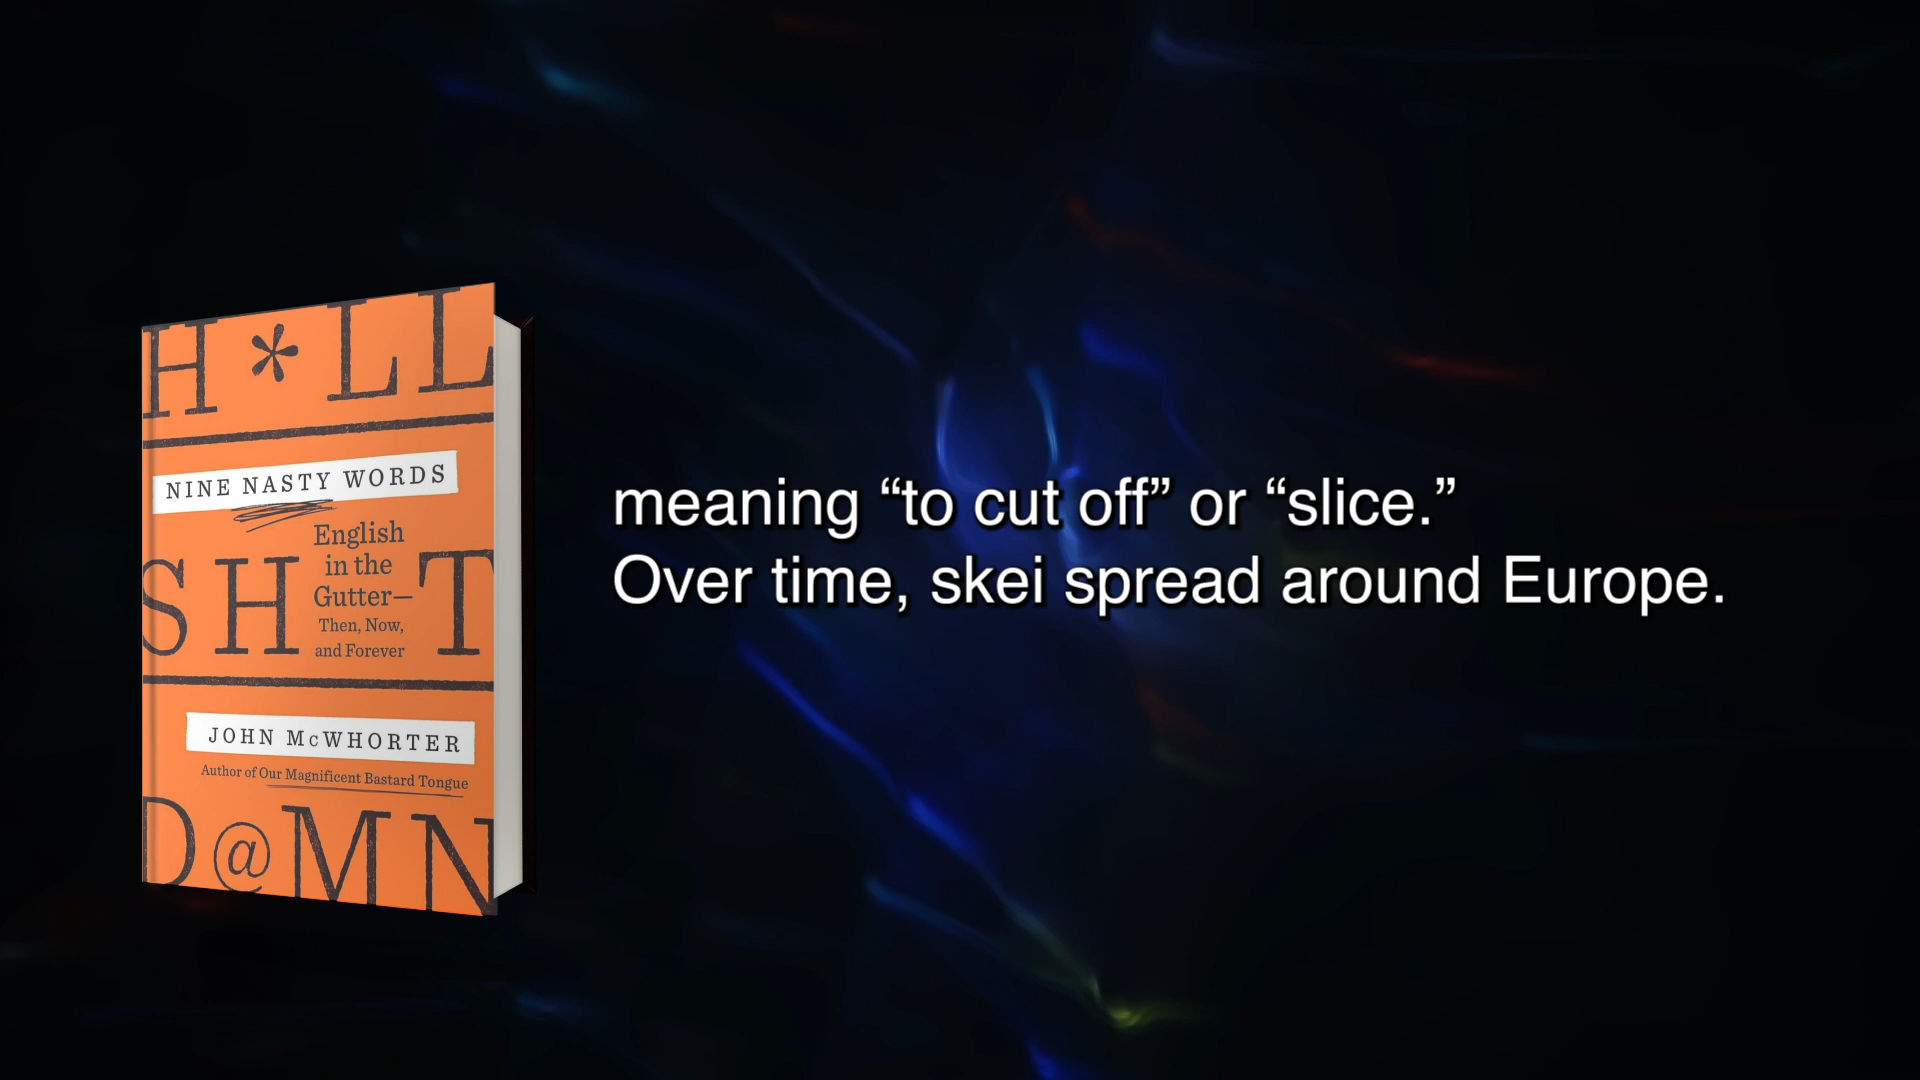 H*LL
NINE NASTY WORDS
English
in the
Gutter—
Then, Now,
and Forever
SH T
JOHN McWHORTER
Author of Our Magnificent Bastard Tongue
D@MN
meaning “to cut off” or “slice.”
Over time, skei spread around Europe.